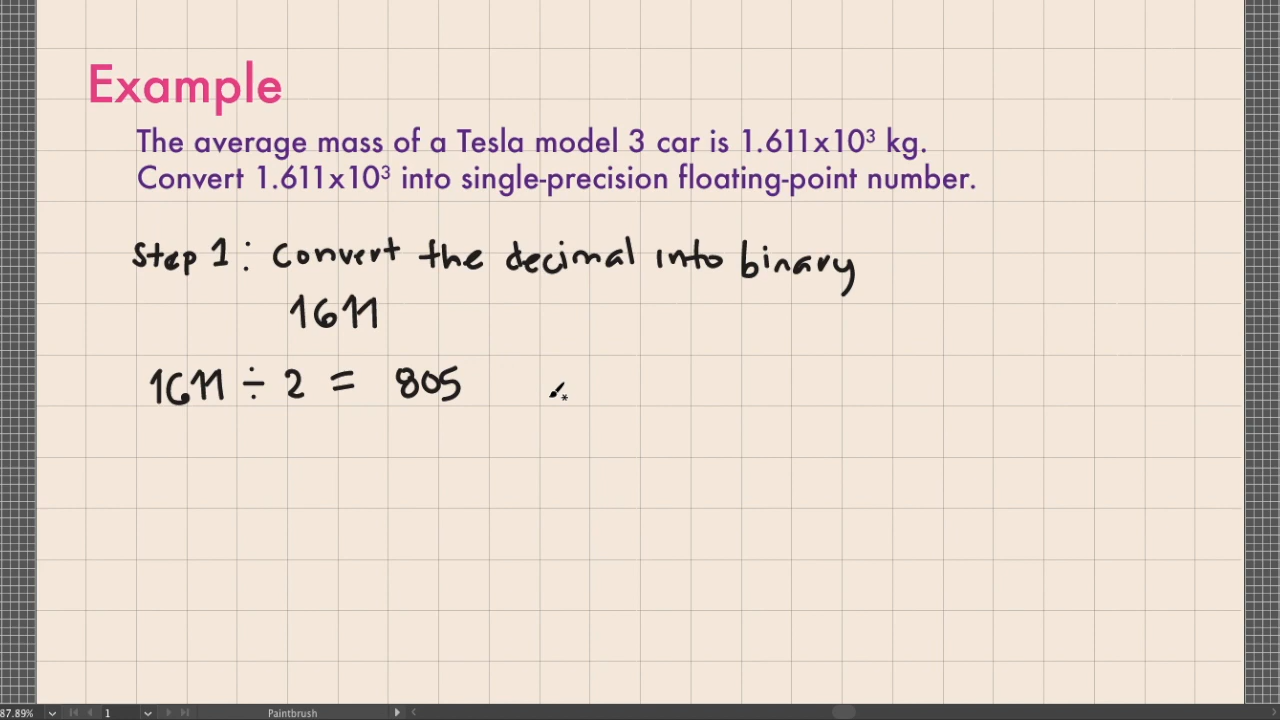 Example
The average mass of a Tesla model 3 car is 1.611x10³ kg.
Convert 1.611x10³ into single-precision floating-point number.
Step 1: Convert the decimal into binary
1611
1611 ÷ 2 = 805
87.89%
1
Paintbrush